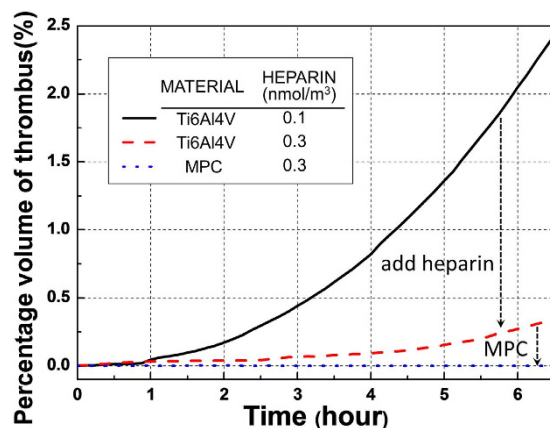 Percentage volume of thrombus(%)
2.5
2.0
1.5
1.0
0.5
0.0
MATERIAL HEPARIN
(nmol/m³)
Ti6Al4V 0.1
Ti6Al4V 0.3
MPC 0.3
add heparin
MPC
0 1 2 3 4 5 6
Time (hour)